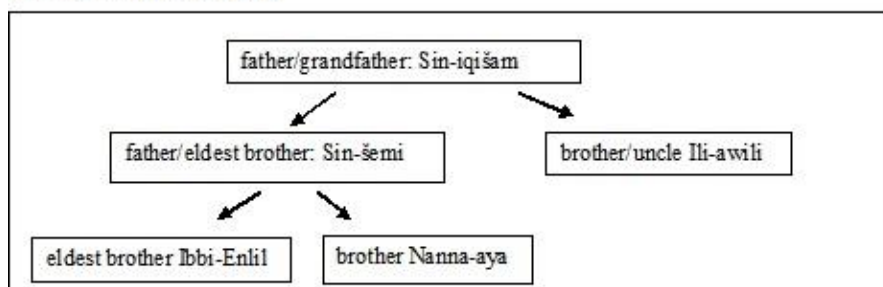 father/grandfather: Sin-iqišam
father/eldest brother: Sin-šemi
brother/uncle Ili-awili
eldest brother Ibbi-Enlil
brother Nanna-aya